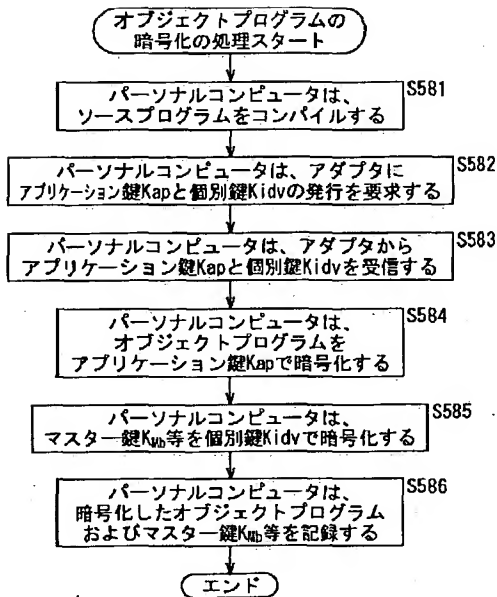 オブジェクトプログラムの
暗号化の処理スタート
パーソナルコンピュータは、
ソースプログラムをコンパイルする
S581
パーソナルコンピュータは、アダプタに
アプリケーション鍵Kapと個別鍵Kidvの発行を要求する
S582
パーソナルコンピュータは、アダプタから
アプリケーション鍵Kapと個別鍵Kidvを受信する
S583
パーソナルコンピュータは、
オブジェクトプログラムを
アプリケーション鍵Kapで暗号化する
S584
パーソナルコンピュータは、
マスター鍵KMb等を個別鍵Kidvで暗号化する
S585
パーソナルコンピュータは、
暗号化したオブジェクトプログラム
およびマスター鍵KMb等を記録する
S586
エンド